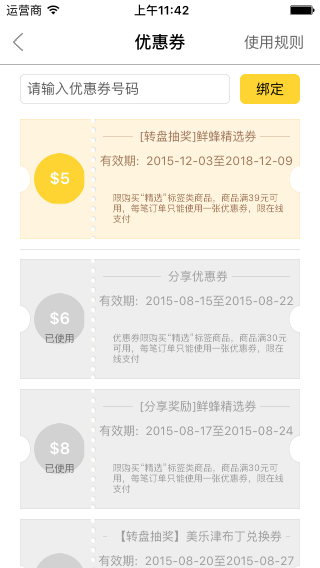 运营商 上午11:42
优惠券 使用规则
请输入优惠券号码 绑定
[转盘抽奖]鲜蜂精选券
有效期：2015-12-03至2018-12-09
$5
限购买“精选”标签类商品，商品满39元可
用，每笔订单只能使用一张优惠券，限在线
支付
分享优惠券
有效期：2015-08-15至2015-08-22
$6
已使用
优惠券限购买“精选”标签类商品，商品满30元
可用，每笔订单只能使用一张优惠券，限在
线支付
[分享奖励]鲜蜂精选券
有效期：2015-08-17至2015-08-24
$8
已使用
限购买“精选”标签类商品，商品满30元可
用，每笔订单只能使用一张优惠券，限在线
支付
【转盘抽奖】美乐津布丁兑换券
有效期：2015-08-20至2015-08-27